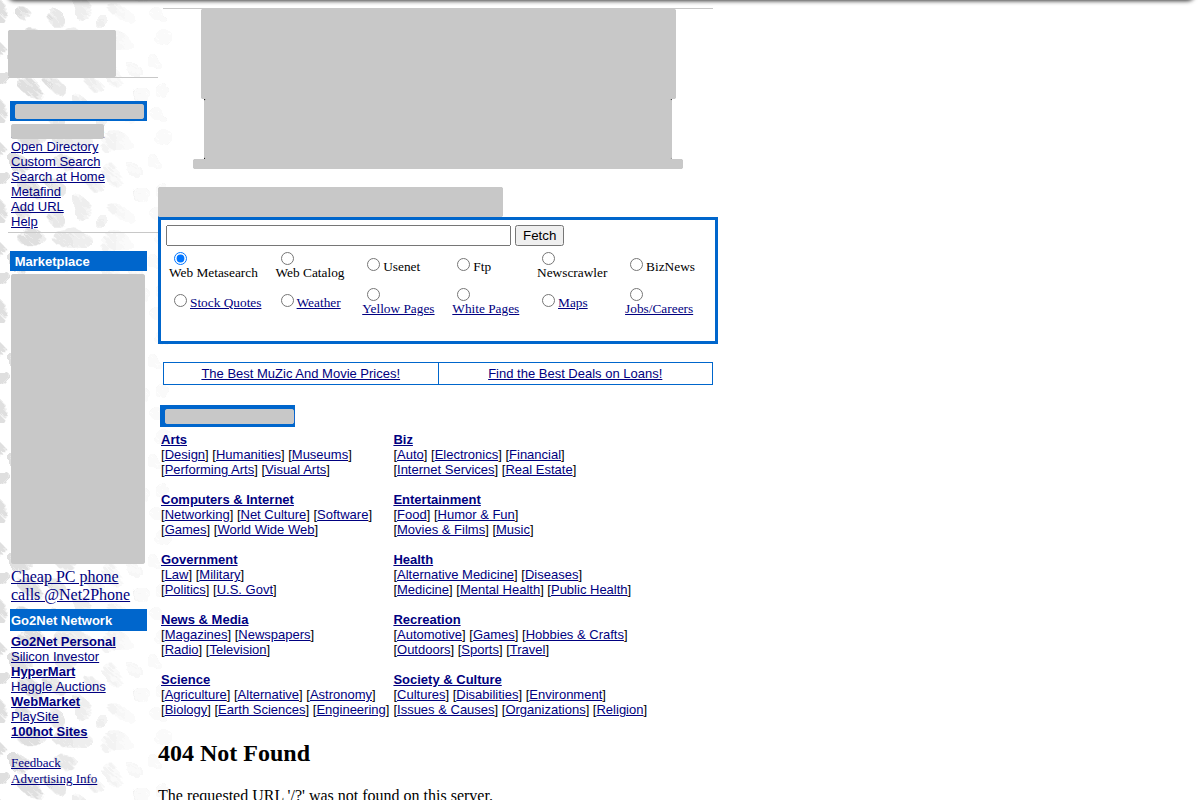 Open Directory
Custom Search
Search at Home
Metafind
Add URL
Help
Marketplace
Cheap PC phone
calls @Net2Phone
Go2Net Network
Go2Net Personal
Silicon Investor
HyperMart
Haggle Auctions
WebMarket
PlaySite
100hot Sites
Feedback
Advertising Info
Fetch
Web Metasearch Web Catalog Usenet Ftp Newscrawler BizNews
Stock Quotes Weather Yellow Pages White Pages Maps Jobs/Careers
The Best MuZic And Movie Prices! Find the Best Deals on Loans!
Arts
[Design] [Humanities] [Museums]
[Performing Arts] [Visual Arts]
Biz
[Auto] [Electronics] [Financial]
[Internet Services] [Real Estate]
Computers & Internet
[Networking] [Net Culture] [Software]
[Games] [World Wide Web]
Entertainment
[Food] [Humor & Fun]
[Movies & Films] [Music]
Government
[Law] [Military]
[Politics] [U.S. Govt]
Health
[Alternative Medicine] [Diseases]
[Medicine] [Mental Health] [Public Health]
News & Media
[Magazines] [Newspapers]
[Radio] [Television]
Recreation
[Automotive] [Games] [Hobbies & Crafts]
[Outdoors] [Sports] [Travel]
Science
[Agriculture] [Alternative] [Astronomy]
[Biology] [Earth Sciences] [Engineering]
Society & Culture
[Cultures] [Disabilities] [Environment]
[Issues & Causes] [Organizations] [Religion]
404 Not Found
The requested URL '/?' was not found on this server.